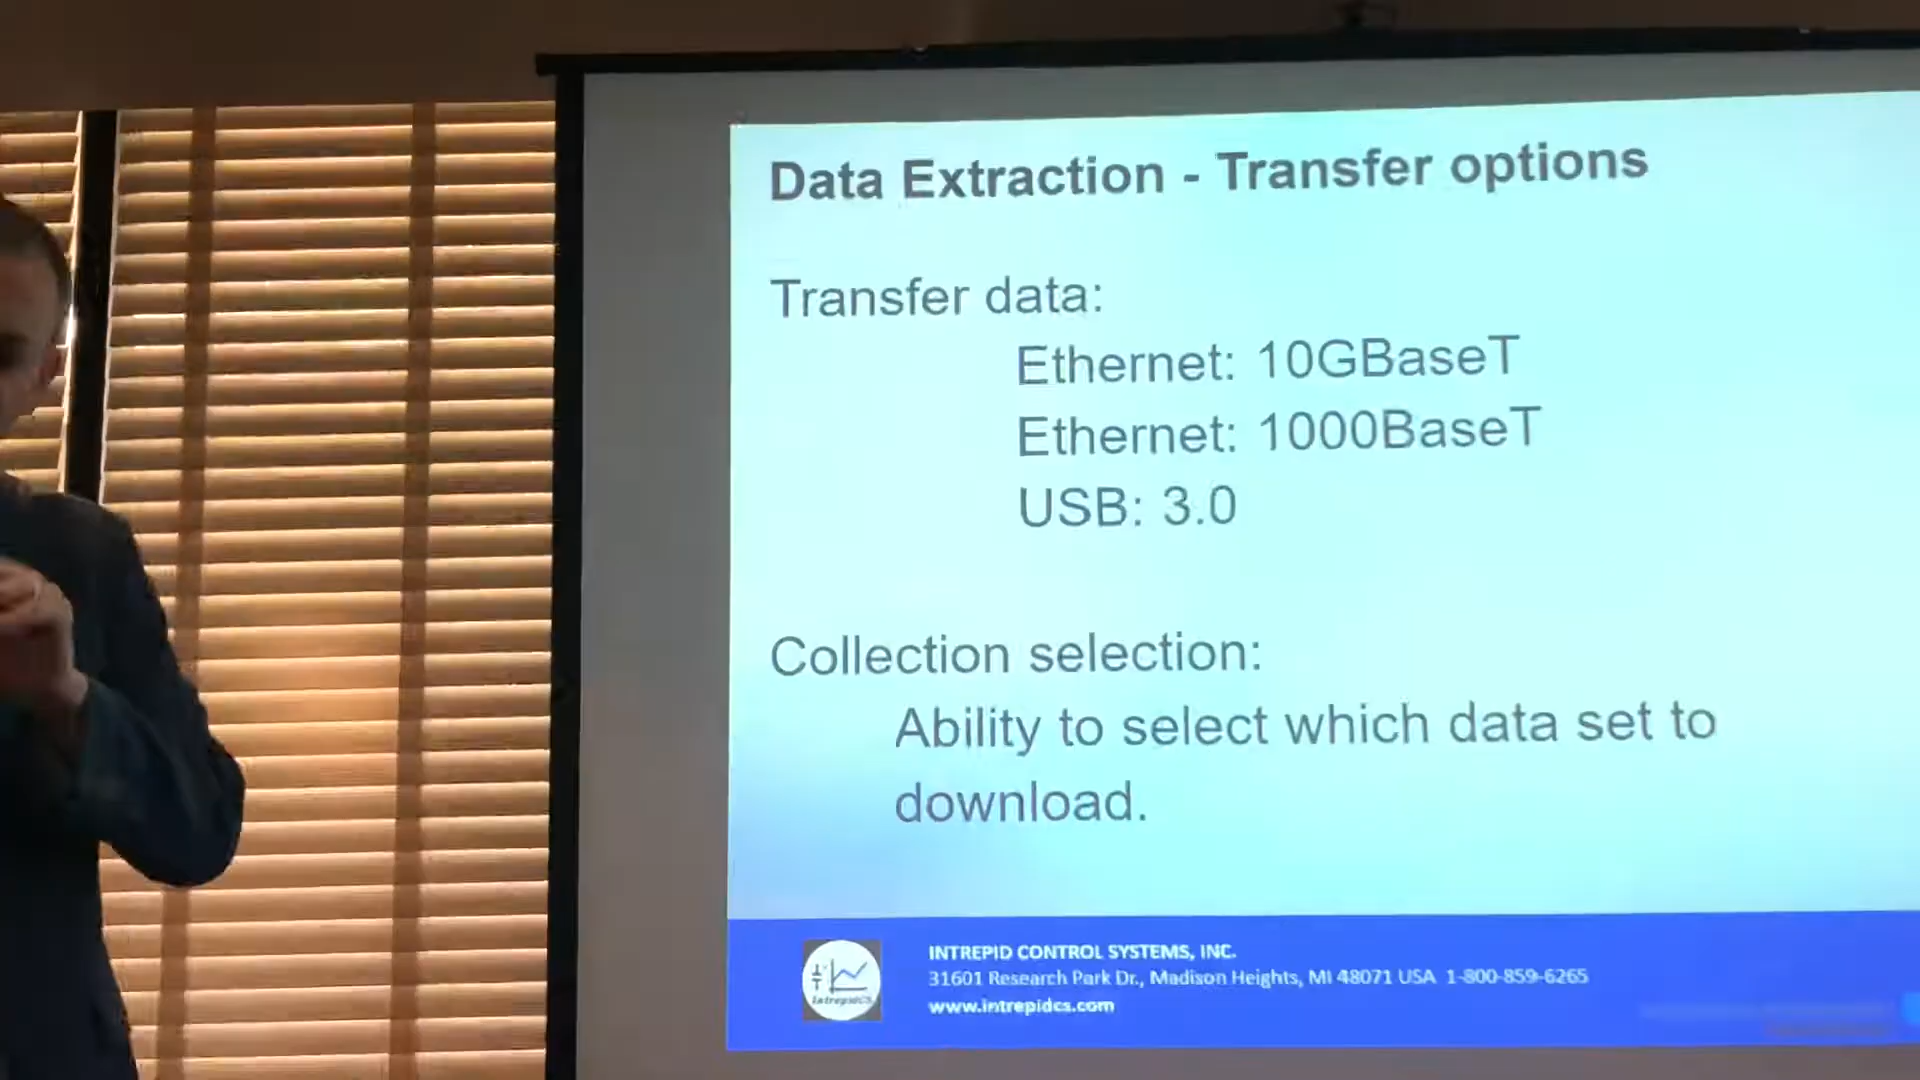 Data Extraction - Transfer options
Transfer data:
Ethernet: 10GBaseT
Ethernet: 1000BaseT
USB: 3.0
Collection selection:
Ability to select which data set to
download.
IntrepidCS
INTREPID CONTROL SYSTEMS, INC.
31601 Research Park Dr., Madison Heights, MI 48071 USA 1-800-859-6265
www.intrepidcs.com